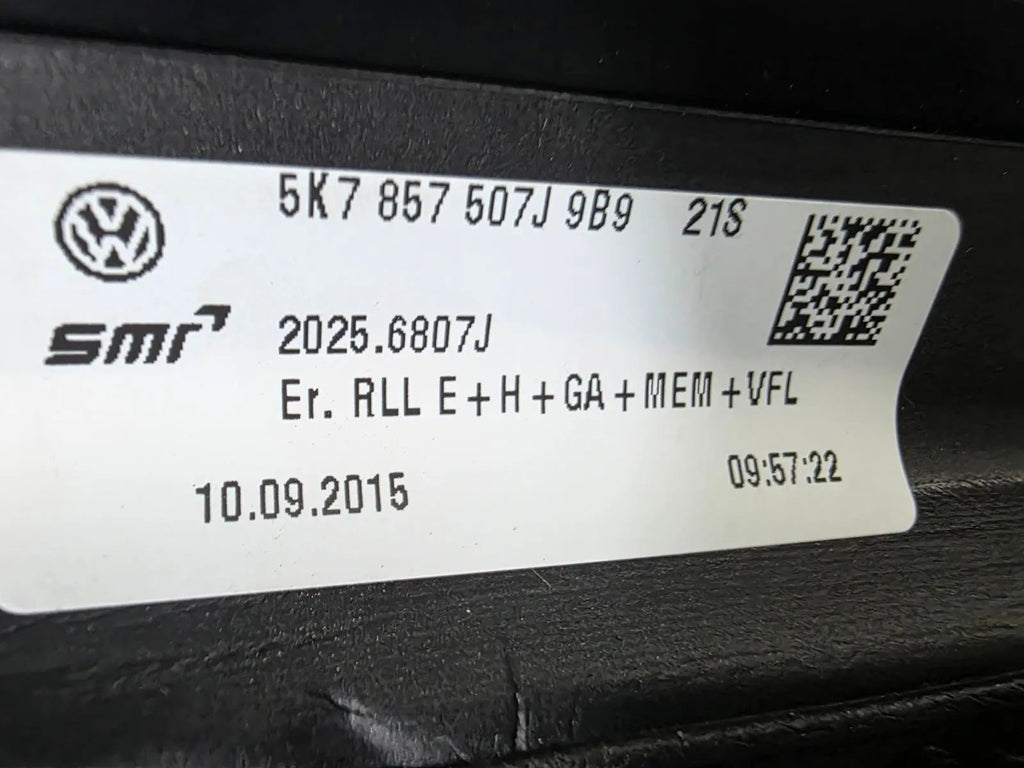 5K7 857 507J 9B9 21S
smr
2025.6807J
Er. RLL E+H+GA+MEM+VFL
10.09.2015 09:57:22